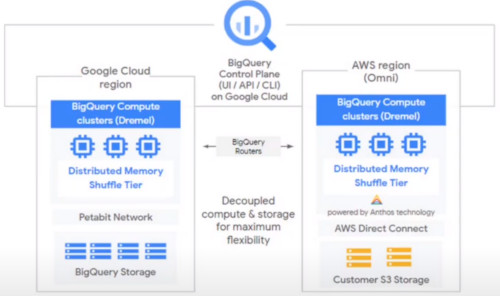 BigQuery
Control Plane
(UI / API / CLI)
on Google Cloud
Google Cloud
region
BigQuery Compute
clusters (Dremel)
Distributed Memory
Shuffle Tier
Petabit Network
BigQuery Storage
BigQuery
Routers
Decoupled
compute & storage
for maximum
flexibility
AWS region
(Omni)
BigQuery Compute
clusters (Dremel)
Distributed Memory
Shuffle Tier
powered by Anthos technology
AWS Direct Connect
Customer S3 Storage